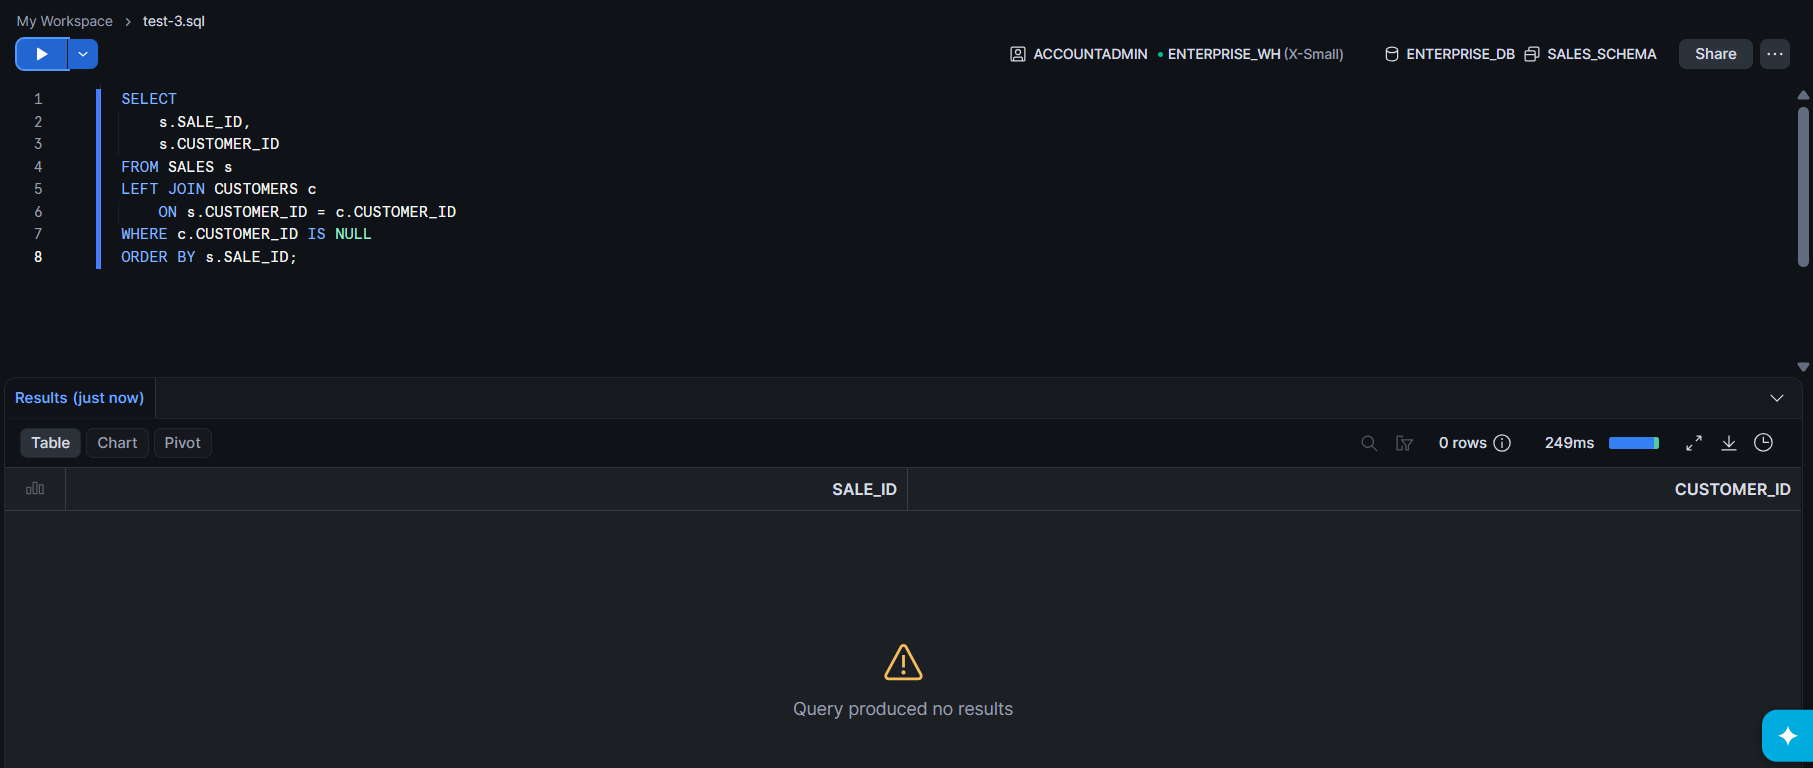 My Workspace > test-3.sql
ACCOUNTADMIN • ENTERPRISE_WH (X-Small) ENTERPRISE_DB SALES_SCHEMA Share ...
1 SELECT
2 s.SALE_ID,
3 s.CUSTOMER_ID
4 FROM SALES s
5 LEFT JOIN CUSTOMERS c
6 ON s.CUSTOMER_ID = c.CUSTOMER_ID
7 WHERE c.CUSTOMER_ID IS NULL
8 ORDER BY s.SALE_ID;
Results (just now)
Table Chart Pivot 0 rows 249ms
SALE_ID CUSTOMER_ID
Query produced no results